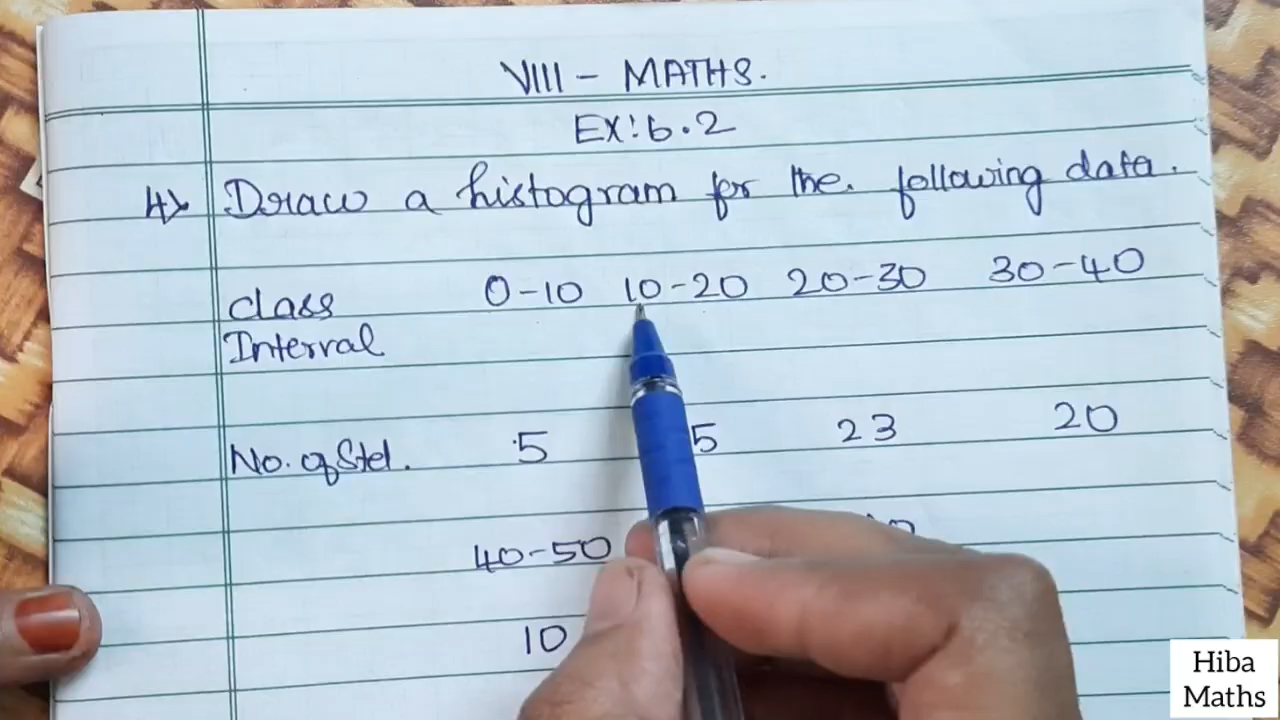 VIII - MATHS.
EX: 6.2
4) Draw a histogram for the. following data.
Class 0-10 10-20 20-30 30-40
Interval
No. of Std. 5 5 23 20
40-50
10
Hiba
Maths